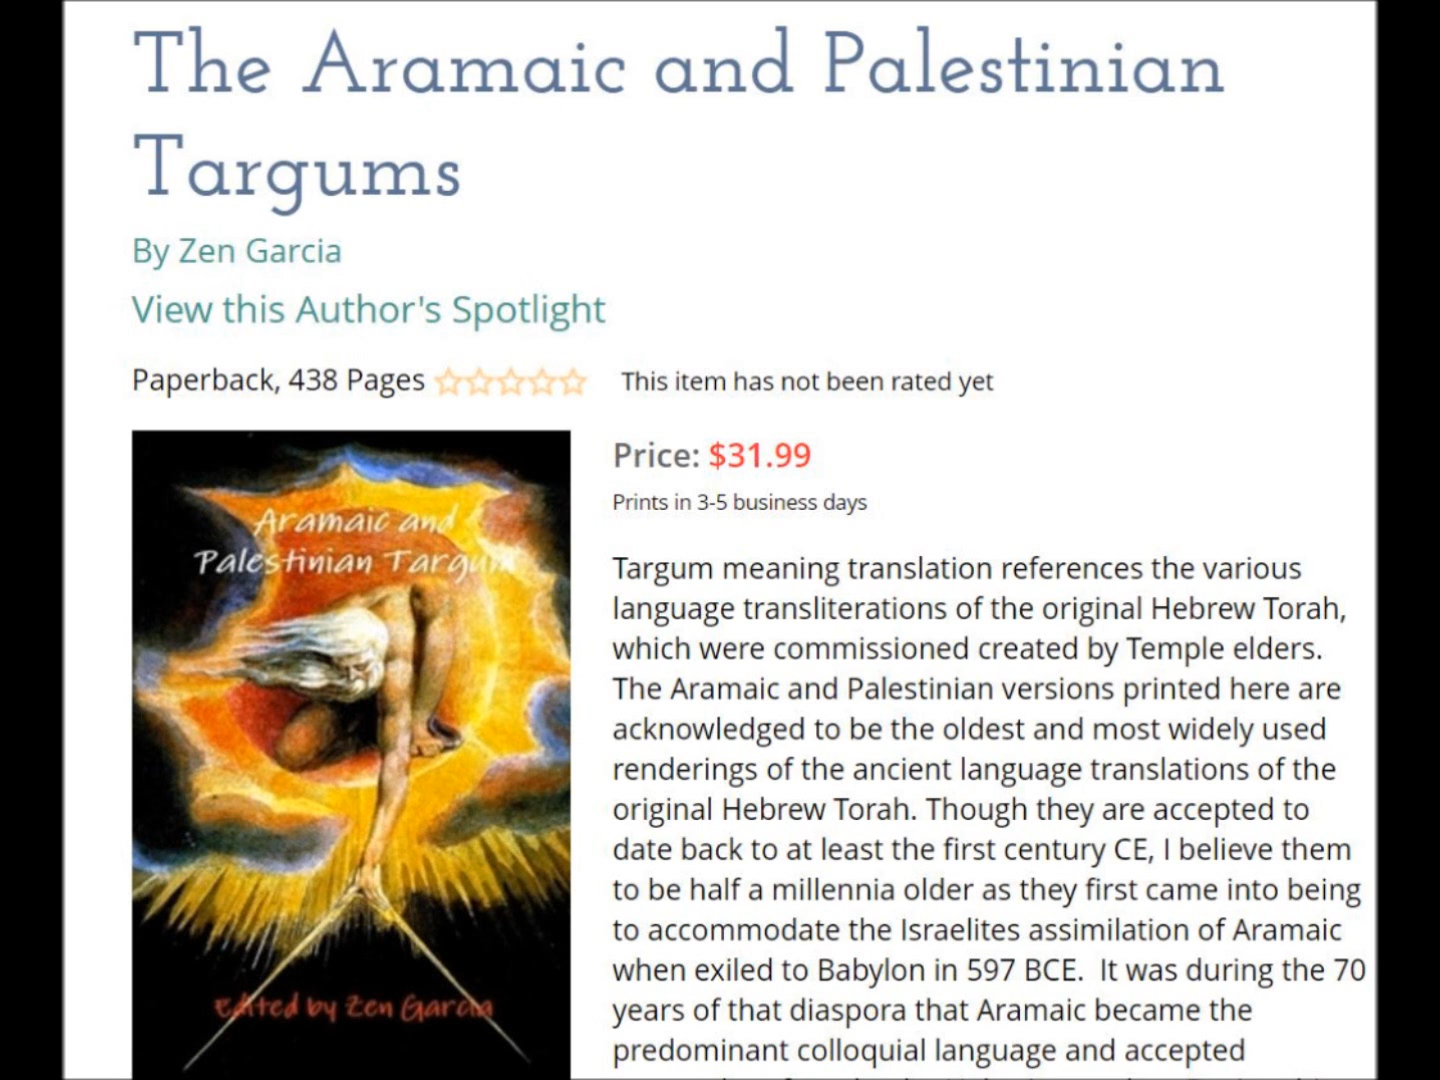 The Aramaic and Palestinian
Targums
By Zen Garcia
View this Author's Spotlight
Paperback, 438 Pages
This item has not been rated yet
Aramaic and
Palestinian Targum
Edited by Zen Garcia
Price: $31.99
Prints in 3-5 business days
Targum meaning translation references the various
language transliterations of the original Hebrew Torah,
which were commissioned created by Temple elders.
The Aramaic and Palestinian versions printed here are
acknowledged to be the oldest and most widely used
renderings of the ancient language translations of the
original Hebrew Torah. Though they are accepted to
date back to at least the first century CE, I believe them
to be half a millennia older as they first came into being
to accommodate the Israelites assimilation of Aramaic
when exiled to Babylon in 597 BCE. It was during the 70
years of that diaspora that Aramaic became the
predominant colloquial language and accepted